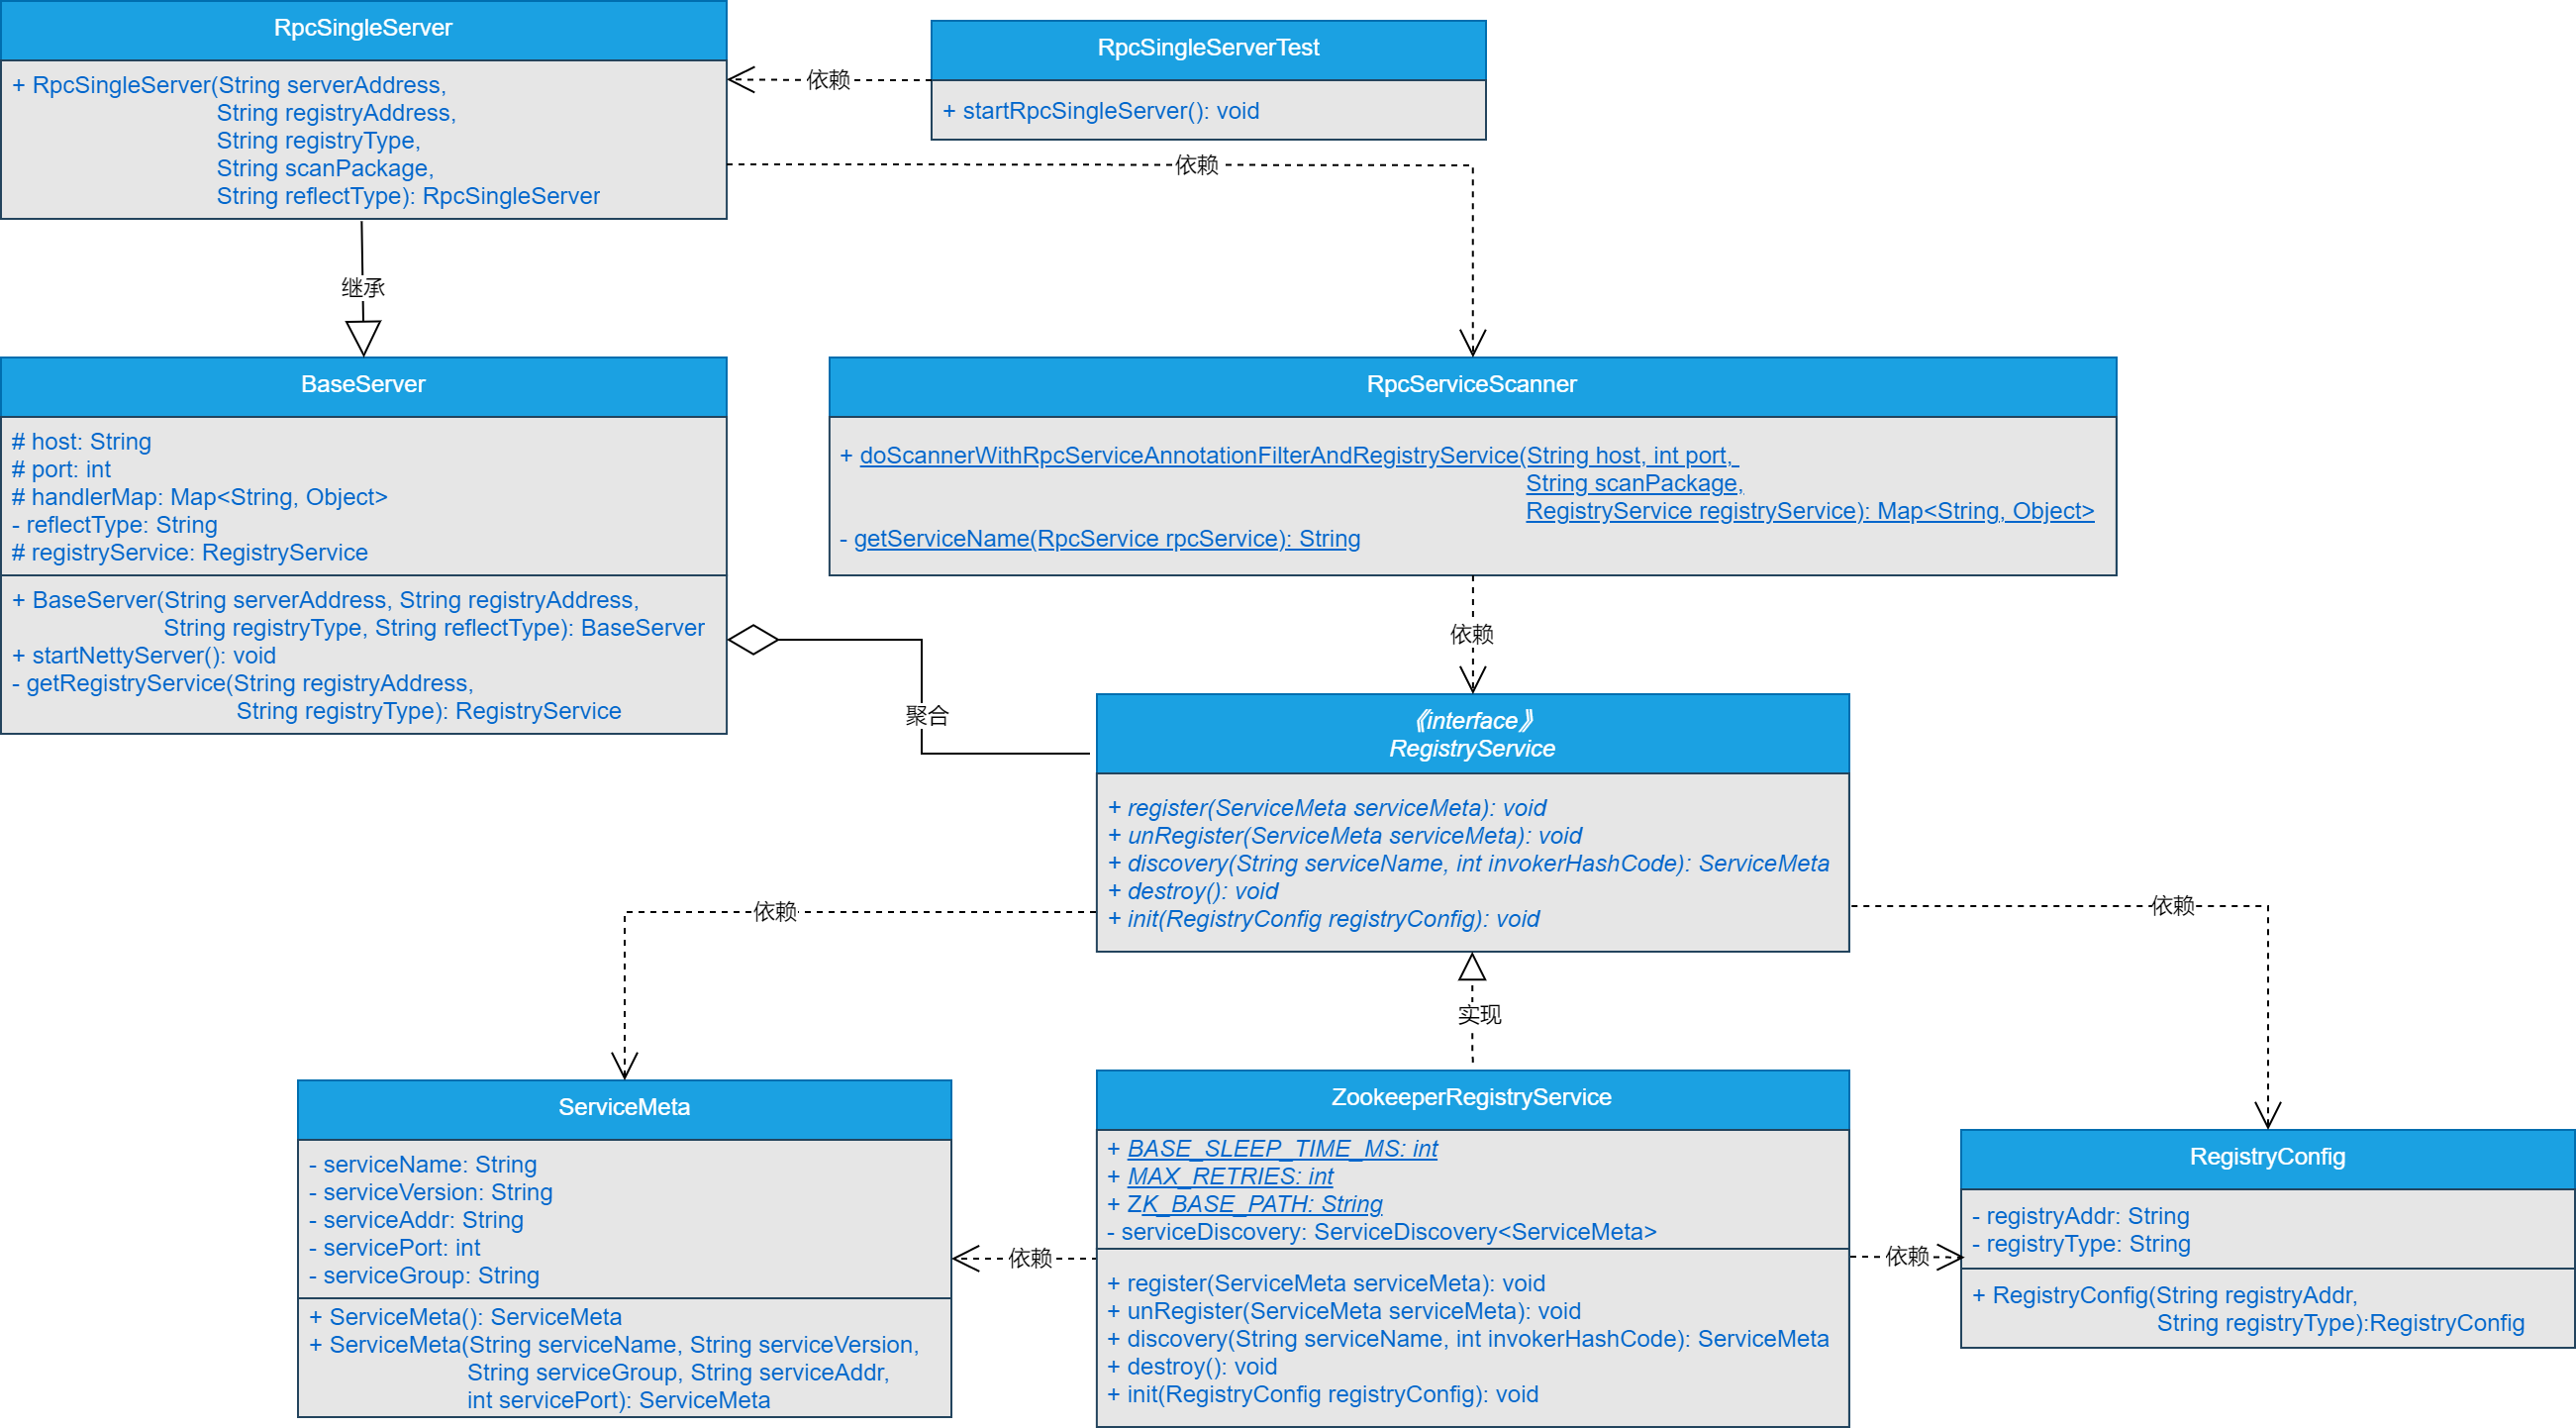 RpcSingleServer
+ RpcSingleServer(String serverAddress,
String registryAddress,
String registryType,
String scanPackage,
String reflectType): RpcSingleServer
RpcSingleServerTest
+ startRpcSingleServer(): void
依赖
依赖
继承
BaseServer
# host: String
# port: int
# handlerMap: Map<String, Object>
- reflectType: String
# registryService: RegistryService
+ BaseServer(String serverAddress, String registryAddress,
String registryType, String reflectType): BaseServer
+ startNettyServer(): void
- getRegistryService(String registryAddress,
String registryType): RegistryService
RpcServiceScanner
+ doScannerWithRpcServiceAnnotationFilterAndRegistryService(String host, int port,
String scanPackage,
RegistryService registryService): Map<String, Object>
- getServiceName(RpcService rpcService): String
依赖
聚合
《interface》
RegistryService
+ register(ServiceMeta serviceMeta): void
+ unRegister(ServiceMeta serviceMeta): void
+ discovery(String serviceName, int invokerHashCode): ServiceMeta
+ destroy(): void
+ init(RegistryConfig registryConfig): void
依赖
依赖
实现
ServiceMeta
- serviceName: String
- serviceVersion: String
- serviceAddr: String
- servicePort: int
- serviceGroup: String
+ ServiceMeta(): ServiceMeta
+ ServiceMeta(String serviceName, String serviceVersion,
String serviceGroup, String serviceAddr,
int servicePort): ServiceMeta
依赖
ZookeeperRegistryService
+ BASE_SLEEP_TIME_MS: int
+ MAX_RETRIES: int
+ ZK_BASE_PATH: String
- serviceDiscovery: ServiceDiscovery<ServiceMeta>
+ register(ServiceMeta serviceMeta): void
+ unRegister(ServiceMeta serviceMeta): void
+ discovery(String serviceName, int invokerHashCode): ServiceMeta
+ destroy(): void
+ init(RegistryConfig registryConfig): void
依赖
RegistryConfig
- registryAddr: String
- registryType: String
+ RegistryConfig(String registryAddr,
String registryType):RegistryConfig